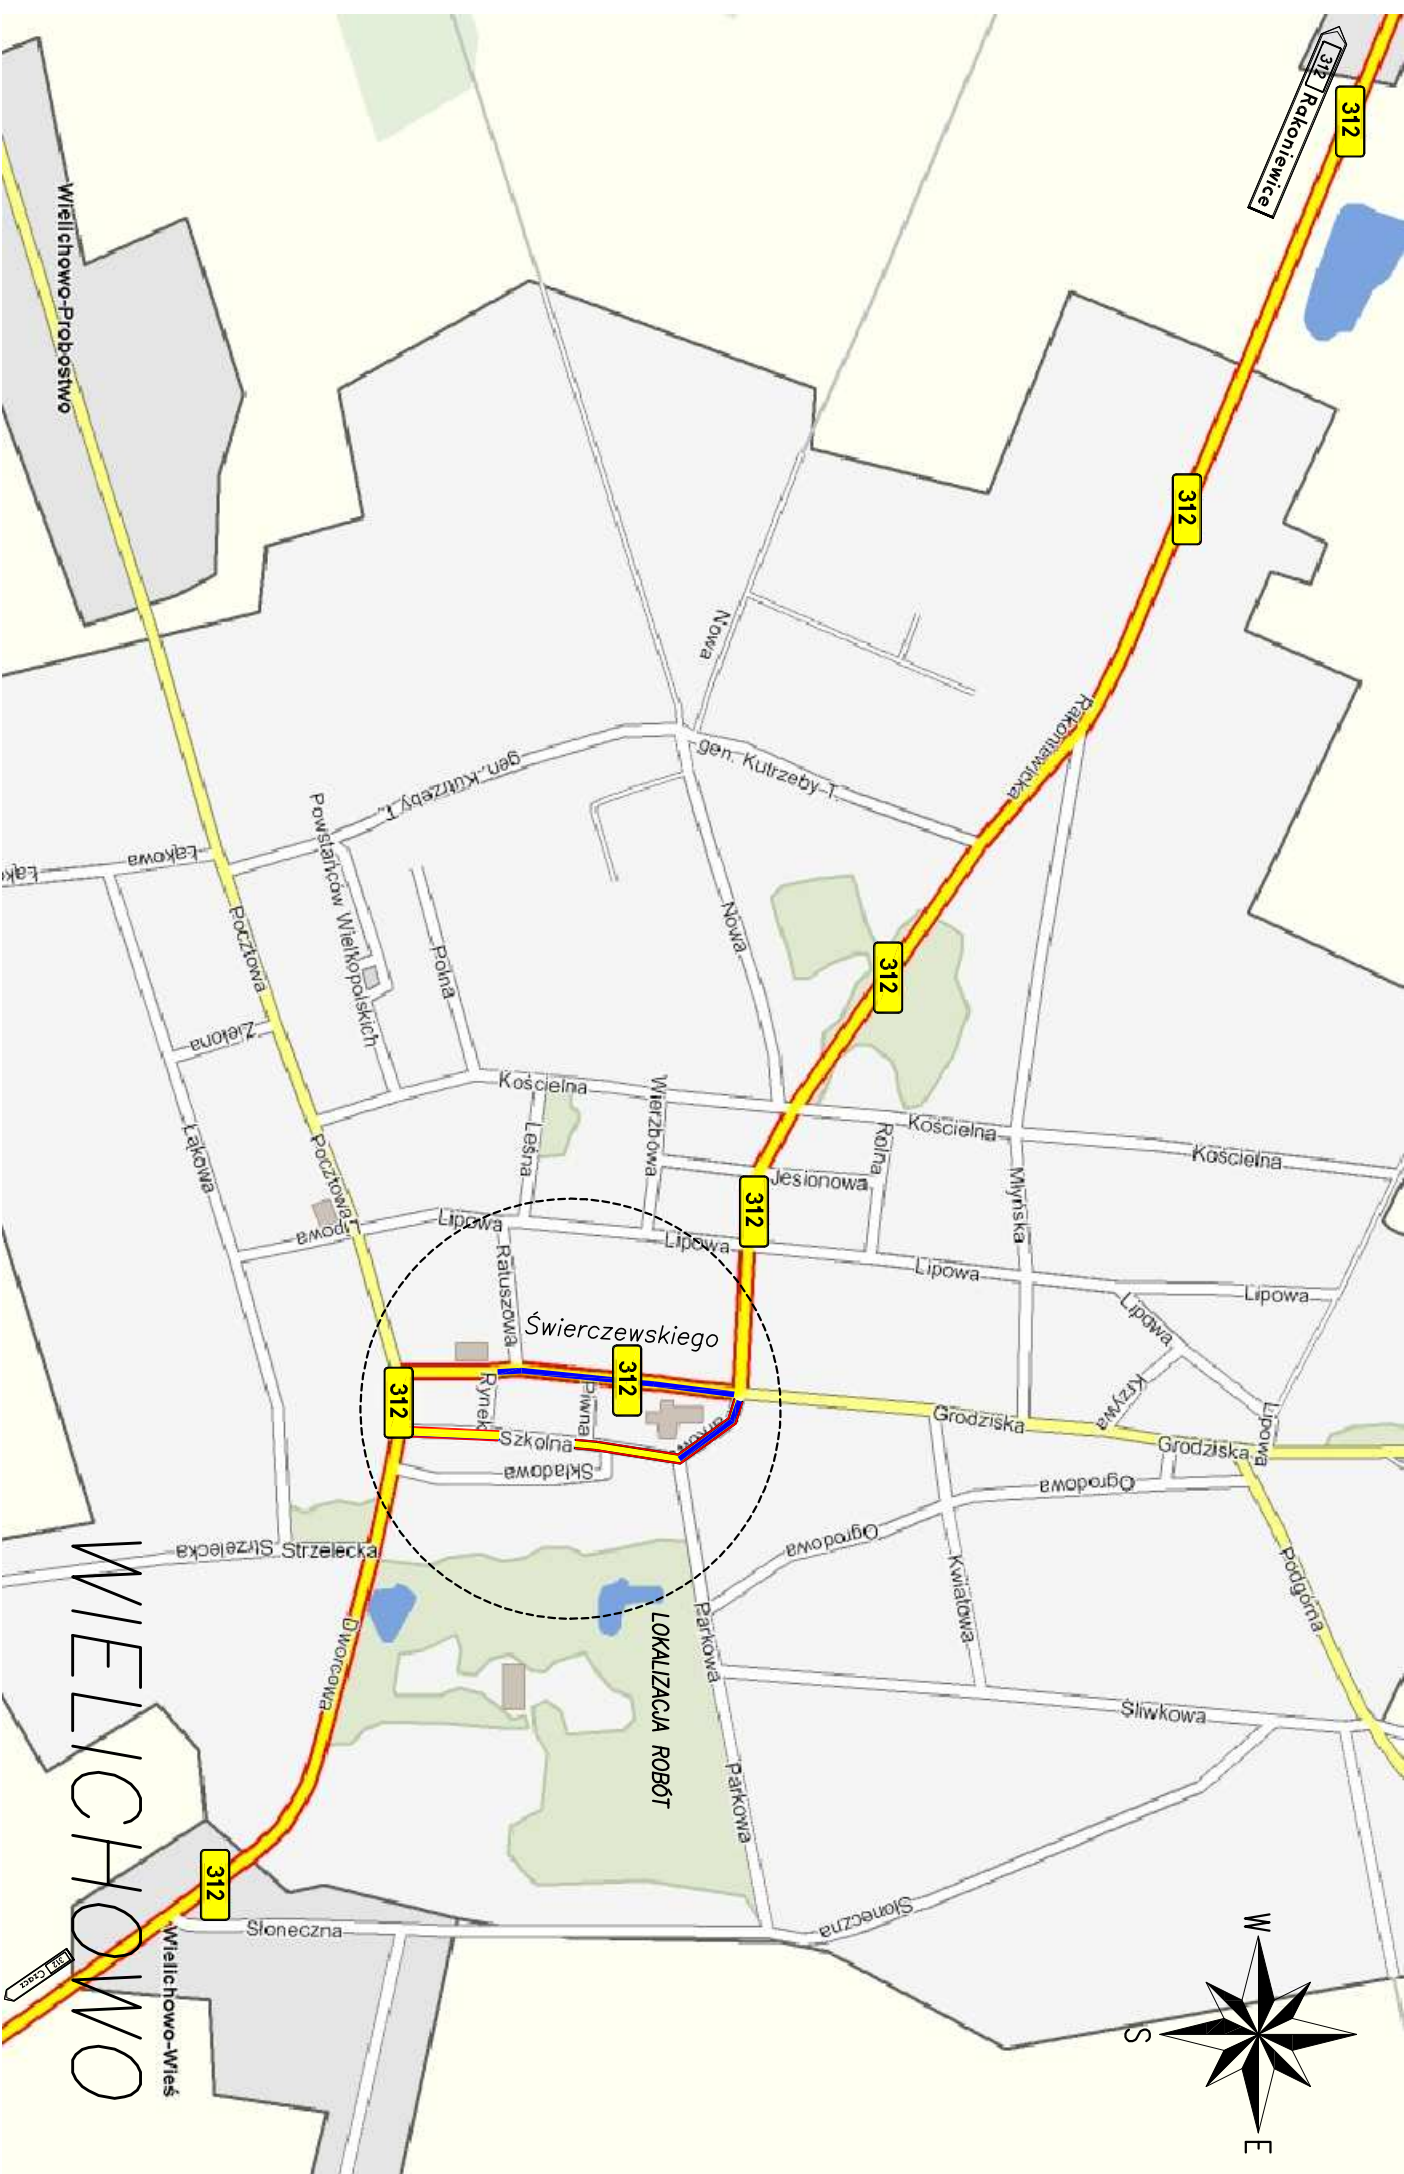 312 Rakoniewice
312
Wielichowo-Probostwo
312
Nowa
Rakoniewicka
gen. Kutrzeby T.
gen. Kutrzeby T.
Powstańców Wielkopolskich
Łąkowa
Pocztowa
Polna
Nowa
312
Zielona
Kościelna
Wierzbowa
Kościelna
Kościelna
Leśna
Rolna
Jesionowa
Młyńska
Łąkowa
Pocztowa
Lipowa
Lipowa
Lipowa
312
Lipowa
Lipowa
Lipowa
Ratuszowa
Świerczewskiego
312
312
Rynek
Piwna
Krzywa
Grodziska
Grodziska
Lipowa
Szkolna
Składowa
Ogrodowa
Ogrodowa
Strzelecka
Strzelecka
Kwiatowa
Podgórna
Dworcowa
LOKALIZACJA ROBÓT
Parkowa
Śliwkowa
Parkowa
312
Słoneczna
Słoneczna
Wielichowo-Wieś
312 Czacz
WIELICHOWO
W
S
E